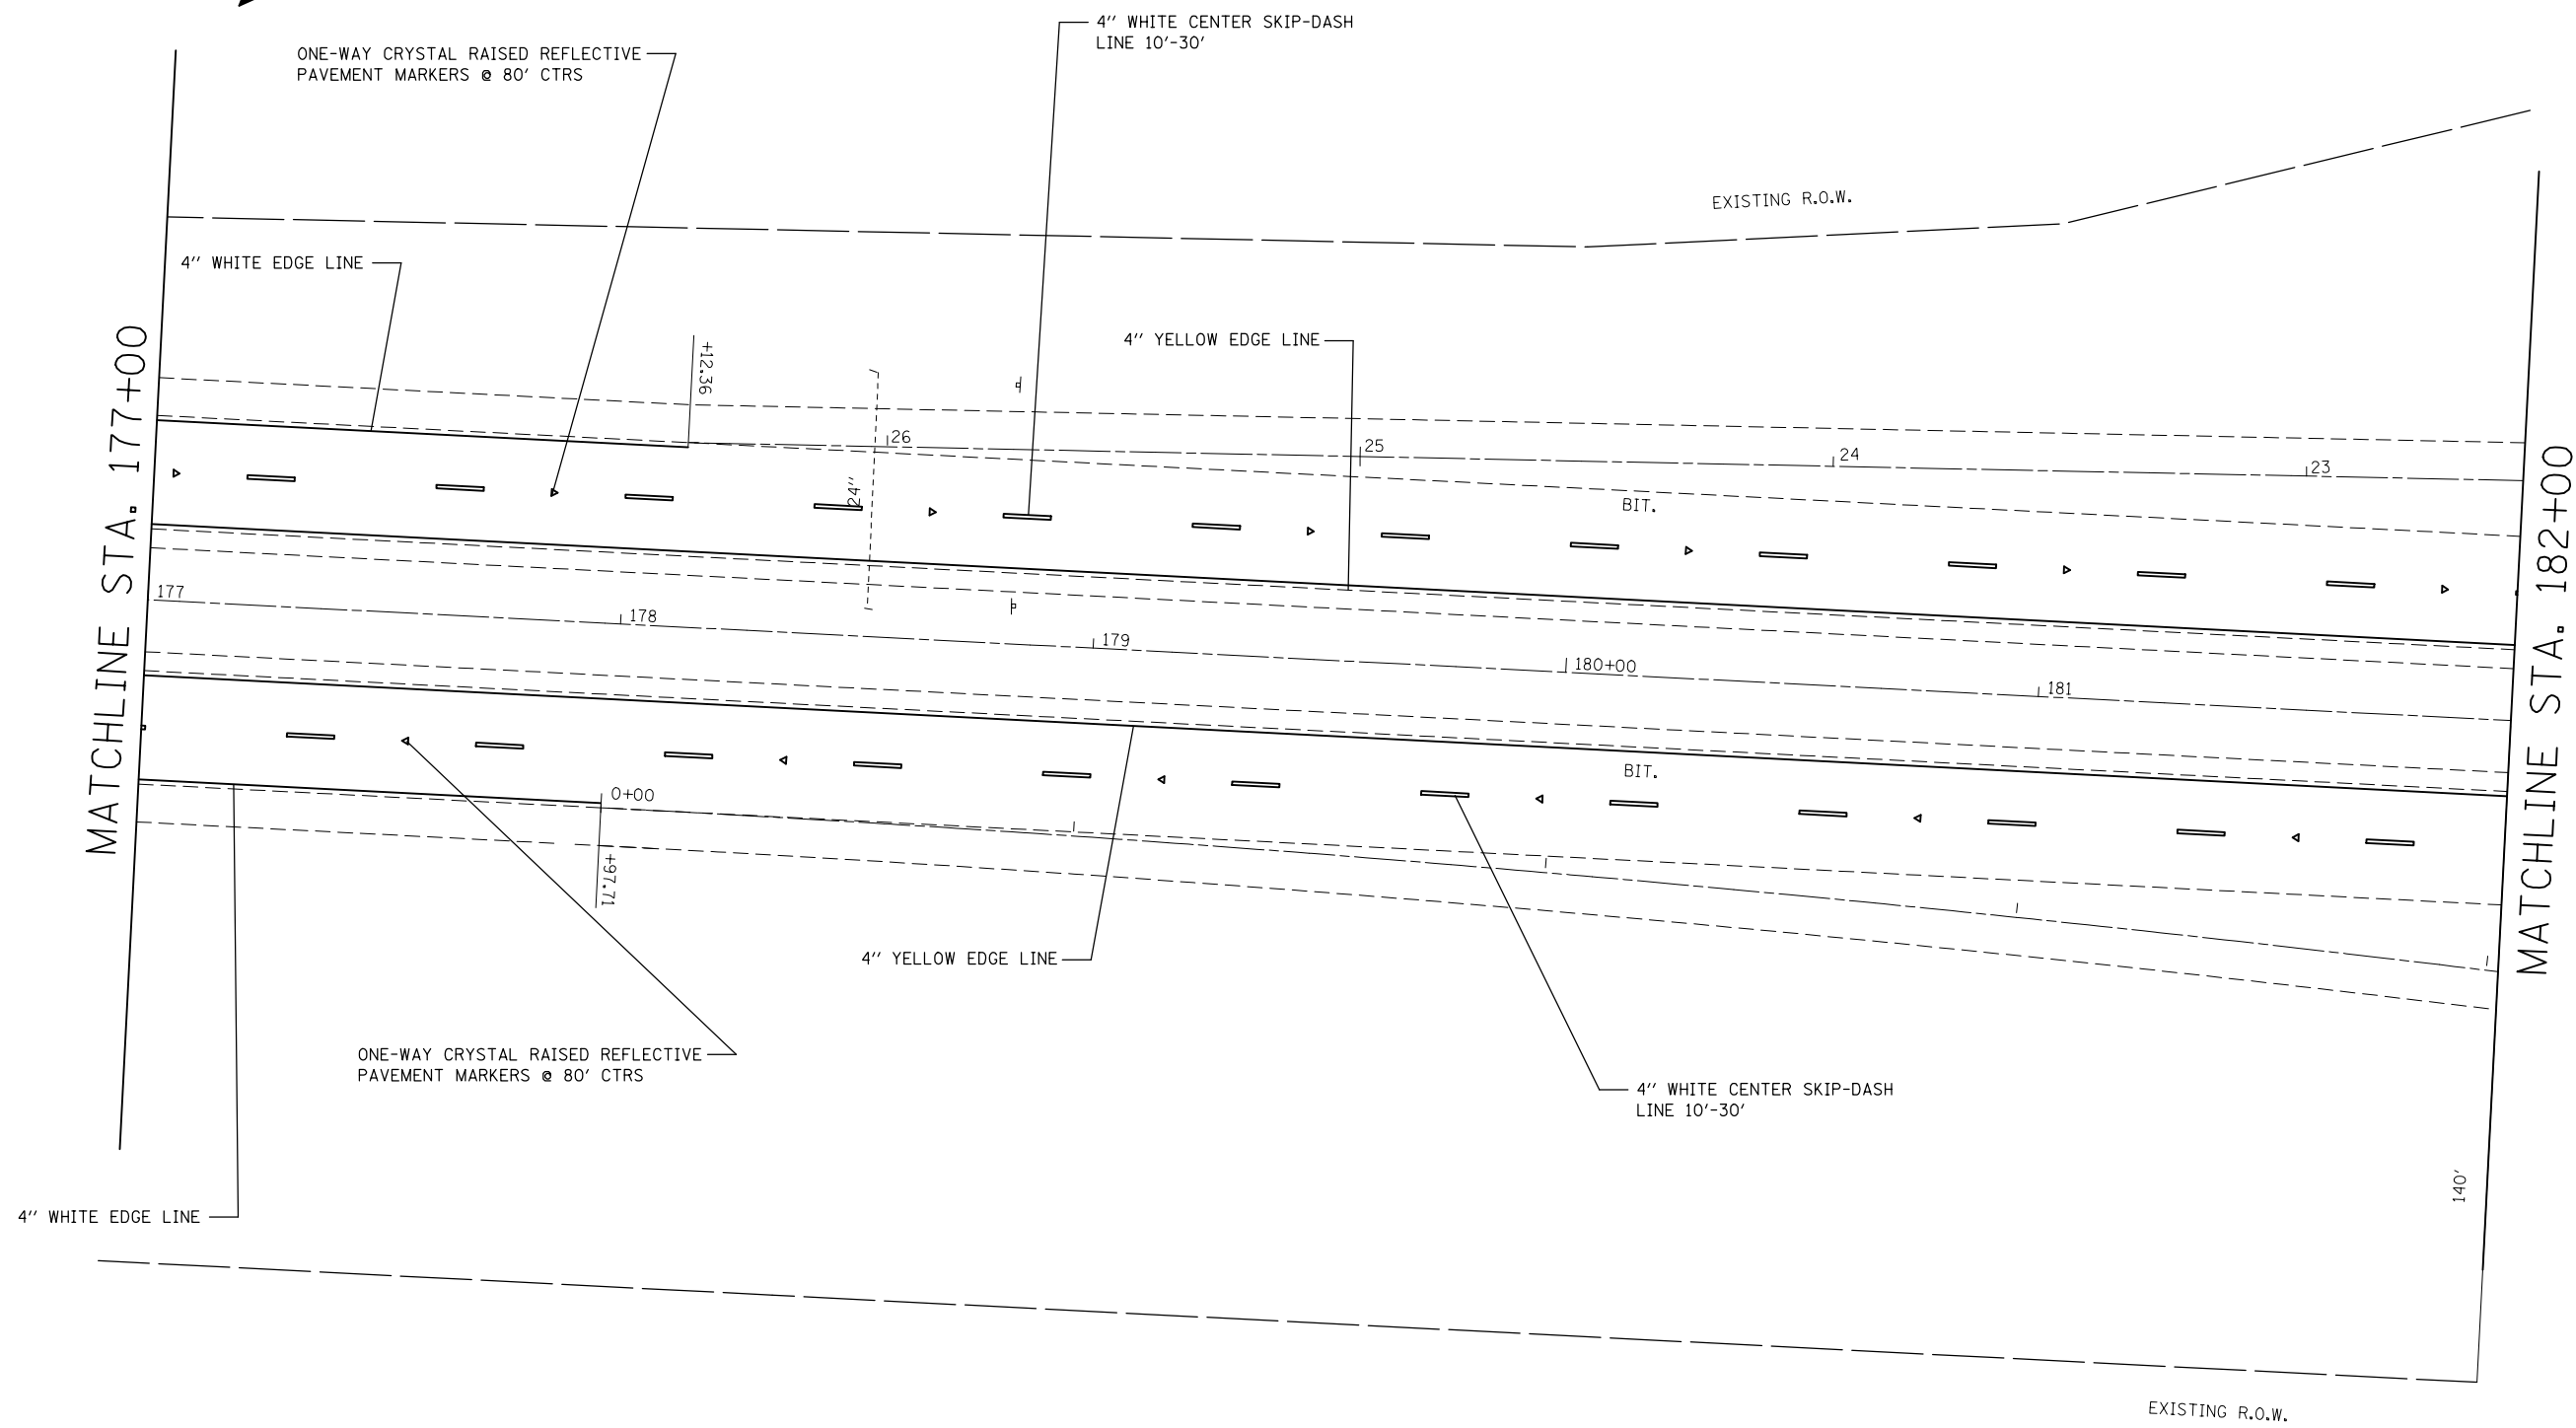 4" WHITE CENTER SKIP-DASH
LINE 10'-30'
ONE-WAY CRYSTAL RAISED REFLECTIVE
PAVEMENT MARKERS @ 80' CTRS
EXISTING R.O.W.
4" WHITE EDGE LINE
4" YELLOW EDGE LINE
+12.36
MATCHLINE STA. 177+00
26
25
24
23
24"
BIT.
MATCHLINE STA. 182+00
177
178
179
180+00
181
BIT.
0+00
+97.71
4" YELLOW EDGE LINE
ONE-WAY CRYSTAL RAISED REFLECTIVE
PAVEMENT MARKERS @ 80' CTRS
4" WHITE CENTER SKIP-DASH
LINE 10'-30'
140'
4" WHITE EDGE LINE
EXISTING R.O.W.